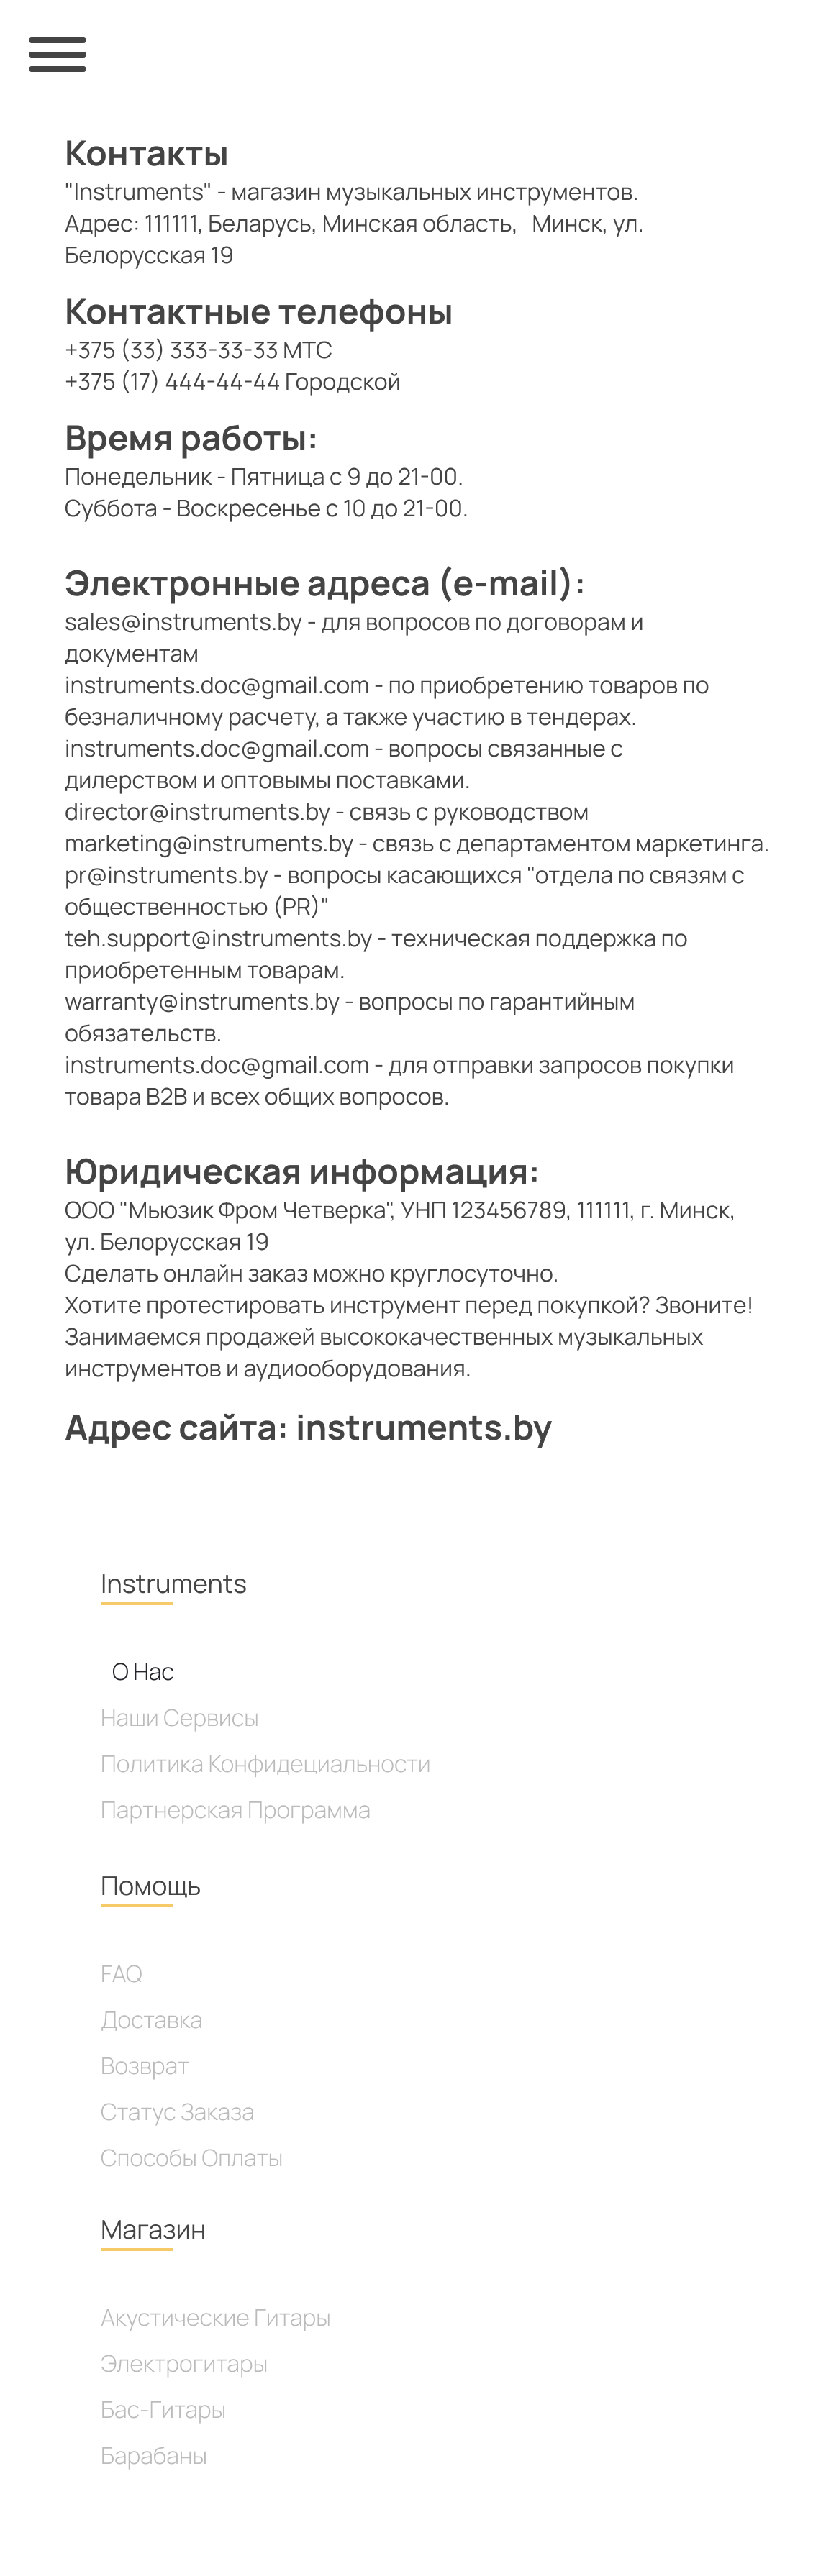 Контакты
"Instruments" - магазин музыкальных инструментов.
Адрес: 111111, Беларусь, Минская область, Минск, ул.
Белорусская 19
Контактные телефоны
+375 (33) 333-33-33 МТС
+375 (17) 444-44-44 Городской
Время работы:
Понедельник - Пятница с 9 до 21-00.
Суббота - Воскресенье с 10 до 21-00.
Электронные адреса (e-mail):
sales@instruments.by - для вопросов по договорам и
документам
instruments.doc@gmail.com - по приобретению товаров по
безналичному расчету, а также участию в тендерах.
instruments.doc@gmail.com - вопросы связанные с
дилерством и оптовымы поставками.
director@instruments.by - связь с руководством
marketing@instruments.by - связь с департаментом маркетинга.
pr@instruments.by - вопросы касающихся "отдела по связям с
общественностью (PR)"
teh.support@instruments.by - техническая поддержка по
приобретенным товарам.
warranty@instruments.by - вопросы по гарантийным
обязательств.
instruments.doc@gmail.com - для отправки запросов покупки
товара B2B и всех общих вопросов.
Юридическая информация:
ООО "Мьюзик Фром Четверка", УНП 123456789, 111111, г. Минск,
ул. Белорусская 19
Сделать онлайн заказ можно круглосуточно.
Хотите протестировать инструмент перед покупкой? Звоните!
Занимаемся продажей высококачественных музыкальных
инструментов и аудиооборудования.
Адрес сайта: instruments.by
Instruments
О Нас
Наши Сервисы
Политика Конфидециальности
Партнерская Программа
Помощь
FAQ
Доставка
Возврат
Статус Заказа
Способы Оплаты
Магазин
Акустические Гитары
Электрогитары
Бас-Гитары
Барабаны